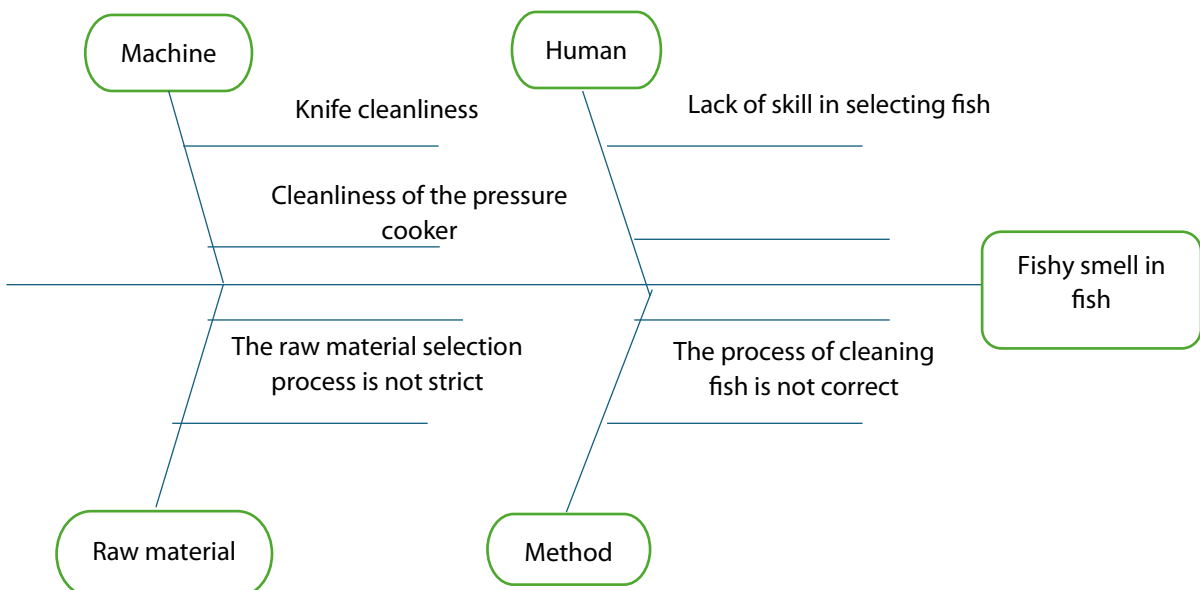 Machine
Human
Knife cleanliness
Lack of skill in selecting fish
Cleanliness of the pressure
cooker
Fishy smell in
fish
The raw material selection
process is not strict
The process of cleaning
fish is not correct
Raw material
Method